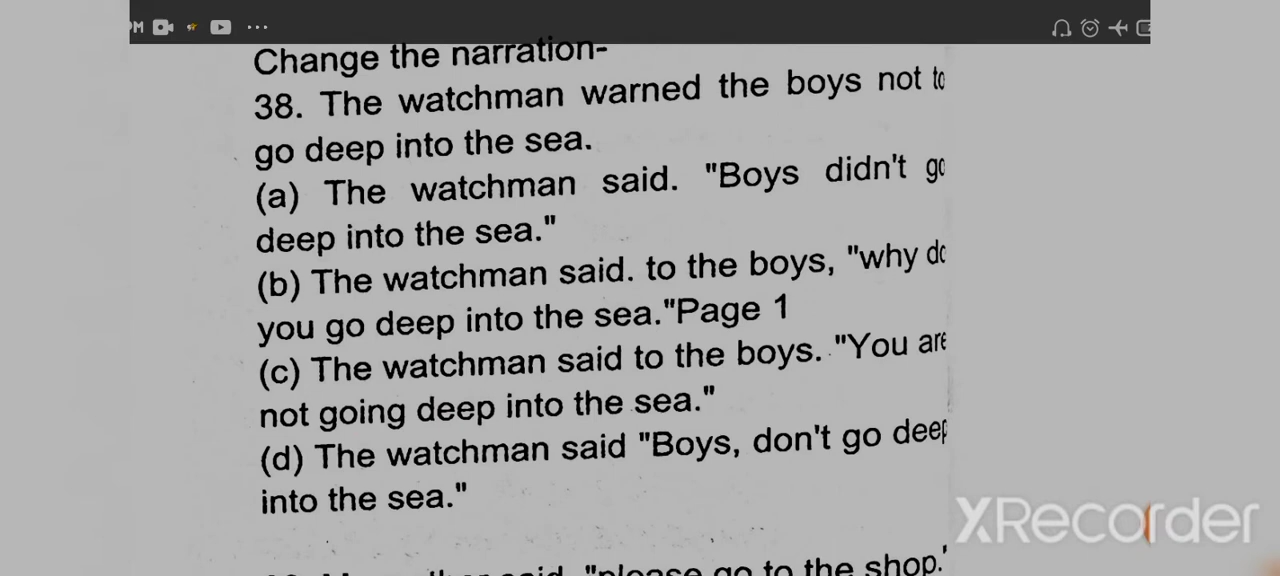 Change the narration-
38. The watchman warned the boys not to
go deep into the sea.
(a) The watchman said. "Boys didn't go
deep into the sea."
(b) The watchman said. to the boys, "why do
you go deep into the sea."Page 1
(c) The watchman said to the boys. "You are
not going deep into the sea."
(d) The watchman said "Boys, don't go deep
into the sea."
XRecorder
said, "please go to the shop."